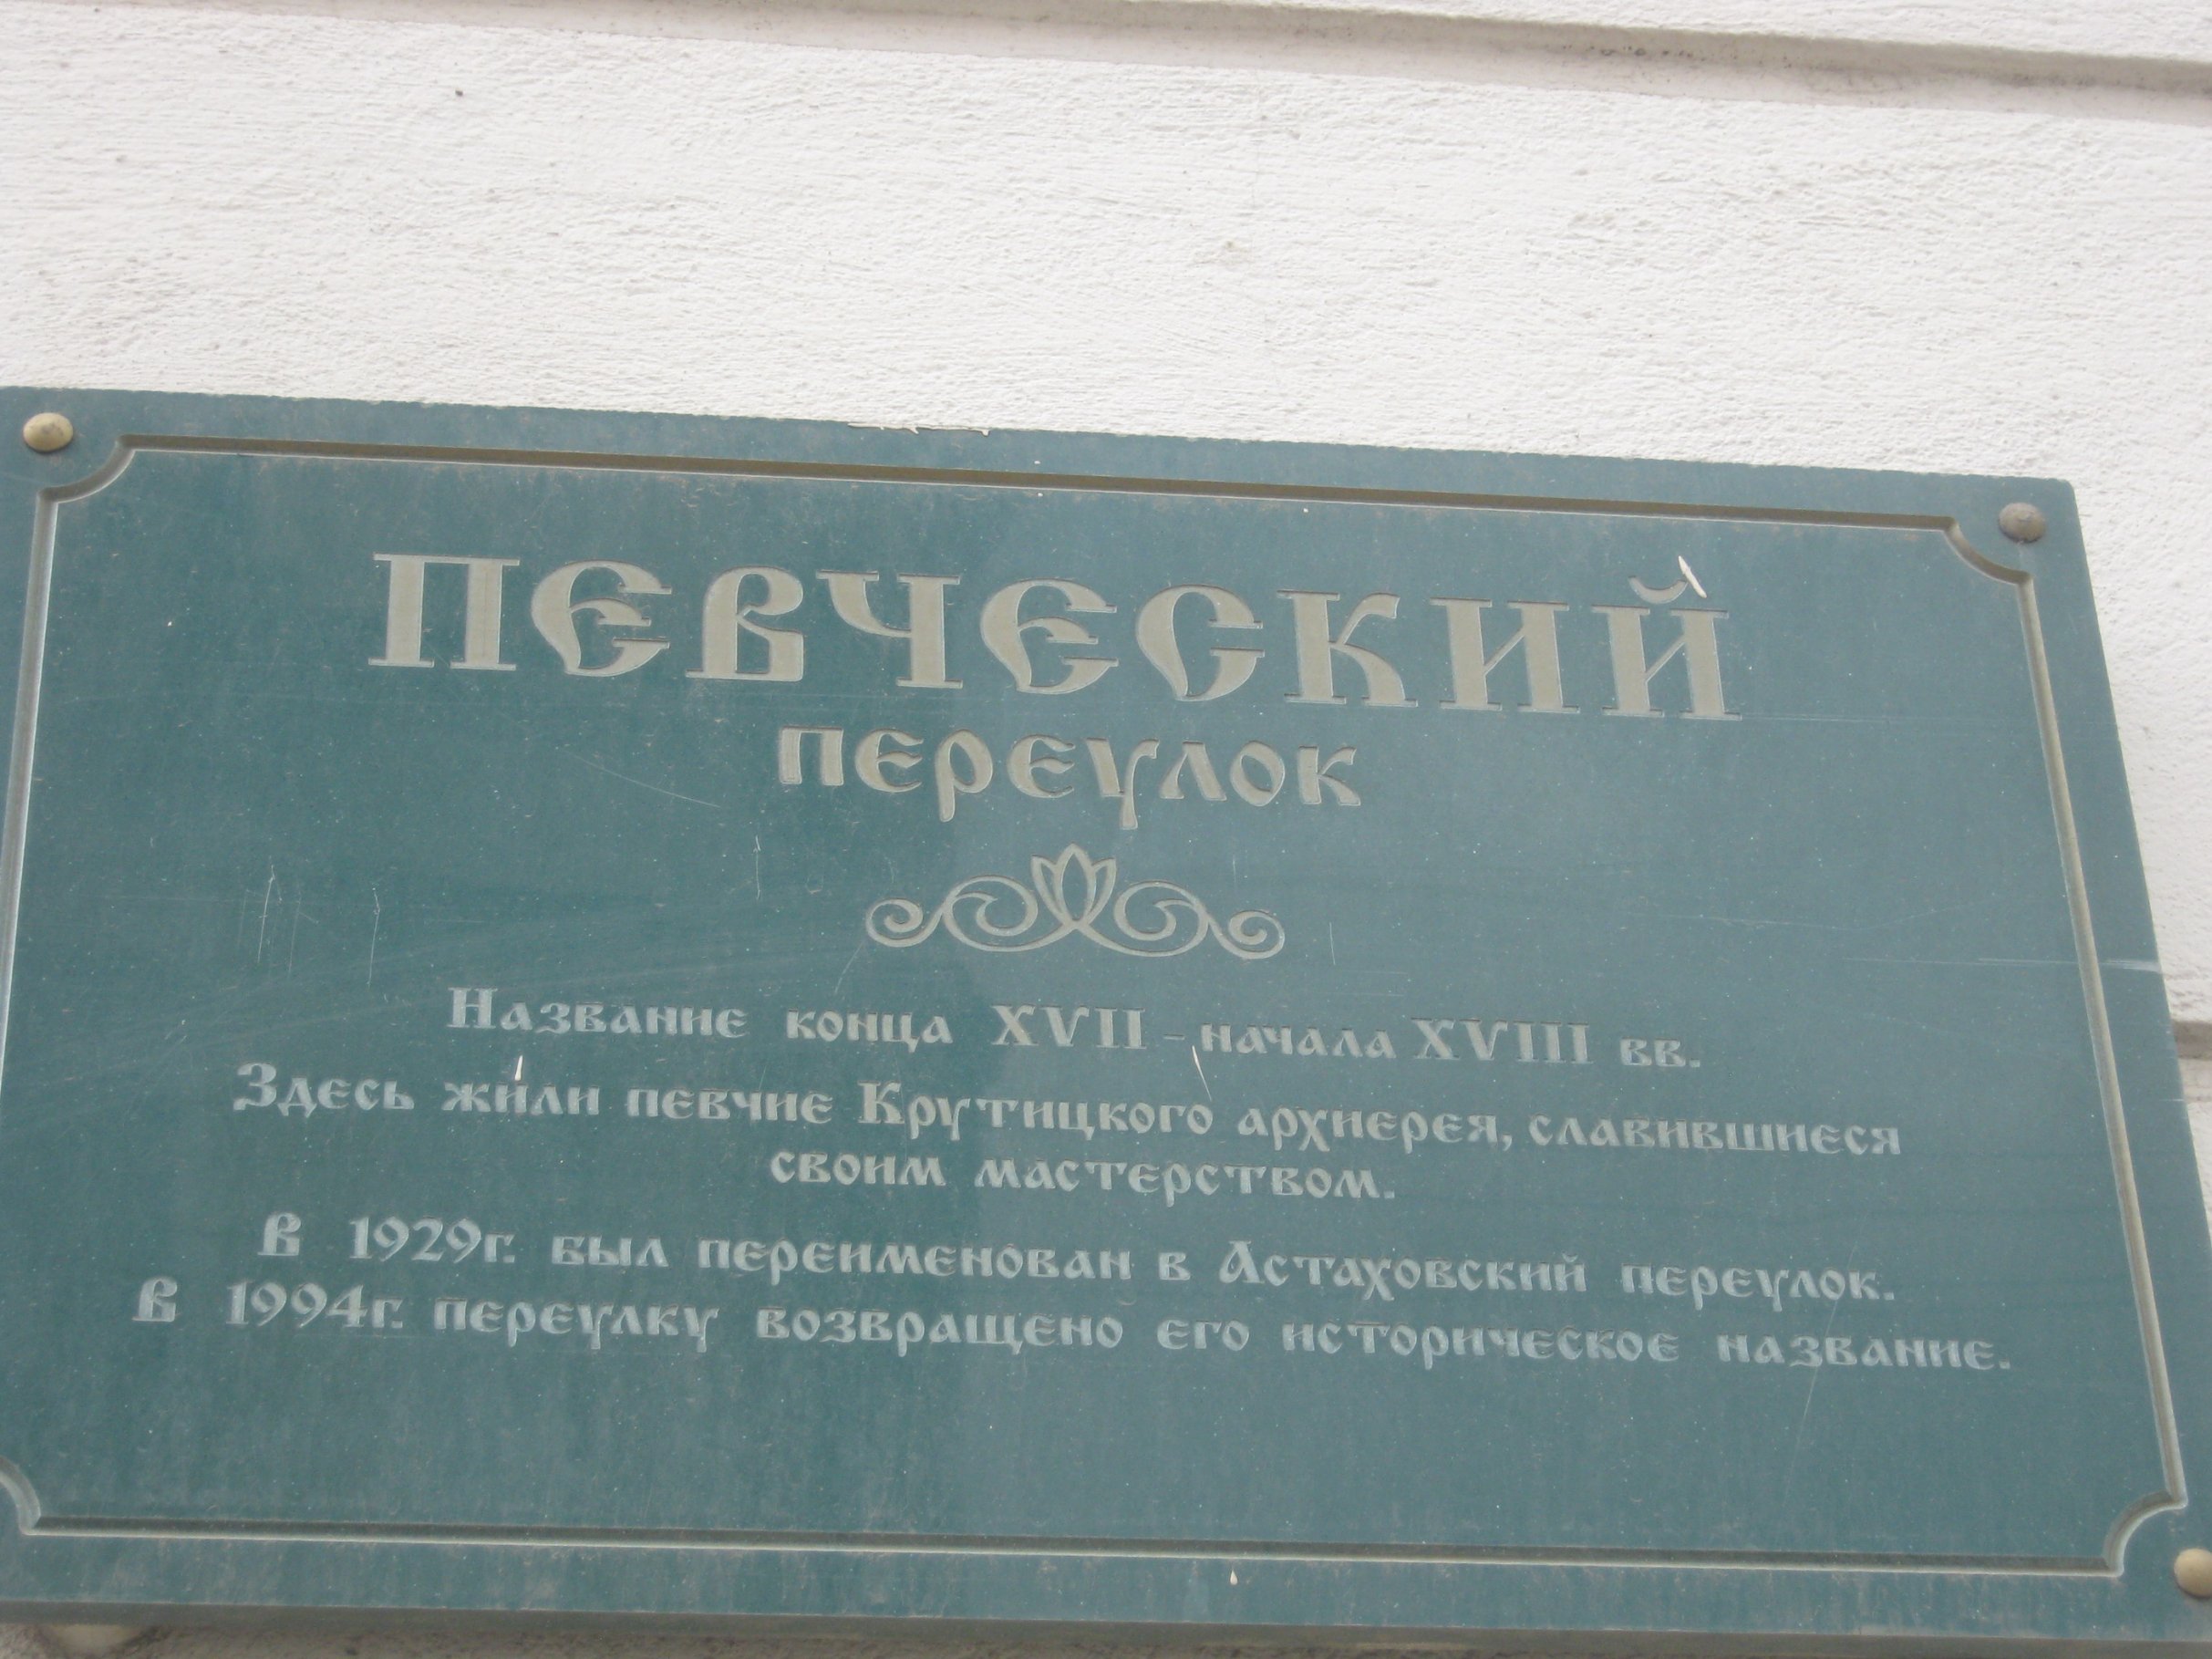 ПЕВЧЕСКИЙ
переулок
Название конца XVII - начала XVIII вв.
Здесь жили певчие Крутицкого архиерея, славившиеся
своим мастерством.
В 1929г. был переименован в Астаховский переулок.
В 1994г. переулку возвращено его историческое название.